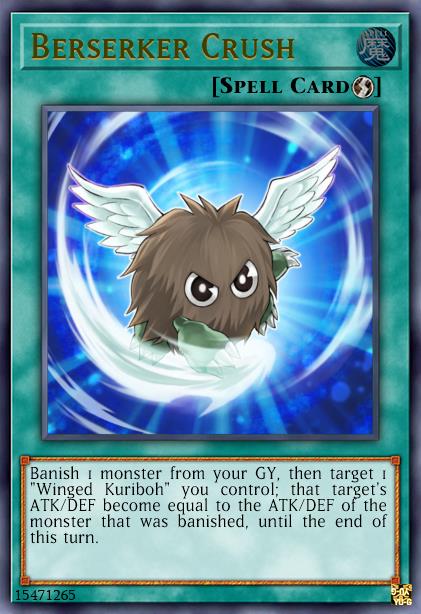 Berserker Crush
[Spell Card]
Banish 1 monster from your GY, then target 1
"Winged Kuriboh" you control; that target's
ATK/DEF become equal to the ATK/DEF of the
monster that was banished, until the end of
this turn.
15471265